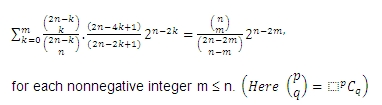 ∑ᵐₖ₌₀ \frac{\binom{2n-k}{k}}{\binom{2n-k}{n}} · \frac{(2n-4k+1)}{(2n-2k+1)} 2^{n-2k} = \frac{\binom{n}{m}}{\binom{2n-2m}{n-m}} 2^{n-2m},
for each nonnegative integer m ≤ n. (Here \binom{p}{q} = □ᵖC_q)